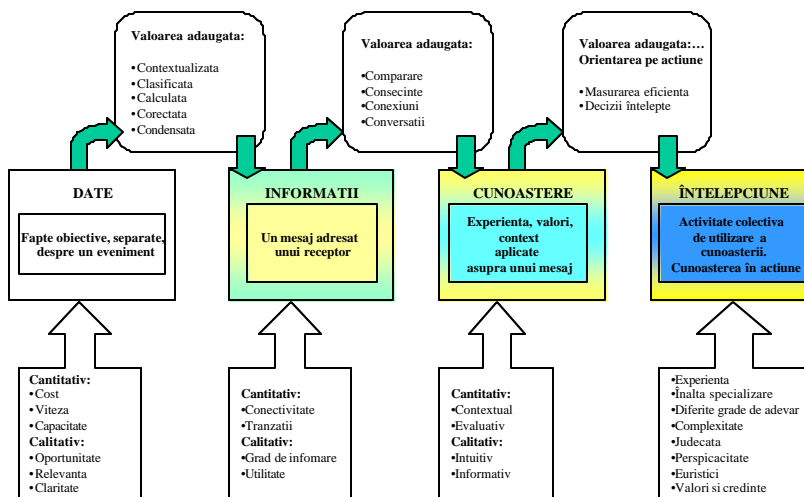 Valoarea adaugata:
•Contextualizata
•Clasificata
•Calculata
•Corectata
•Condensata
Valoarea adaugata:
•Comparare
•Consecinte
•Conexiuni
•Conversatii
Valoarea adaugata:…
Orientarea pe actiune
•Masurarea eficienta
•Decizii întelepte
DATE
Fapte obiective, separate,
despre un eveniment
INFORMATII
Un mesaj adresat
unui receptor
CUNOASTERE
Experienta, valori,
context
aplicate
asupra unui mesaj
ÎNTELEPCIUNE
Activitate colectiva
de utilizare a
cunoasterii.
Cunoasterea în actiune
Cantitativ:
•Cost
•Viteza
•Capacitate
Calitativ:
•Oportunitate
•Relevanta
•Claritate
Cantitativ:
•Conectivitate
•Tranzatii
Calitativ:
•Grad de infomare
•Utilitate
Cantitativ:
•Contextual
•Evaluativ
Calitativ:
•Intuitiv
•Informativ
•Experienta
•Înalta specializare
•Diferite grade de adevar
•Complexitate
•Judecata
•Perspicacitate
•Euristici
•Valori si credinte